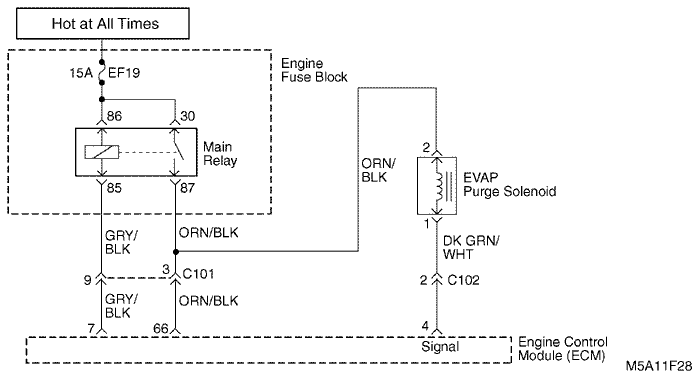 Hot at All Times
Engine
Fuse Block
15A EF19
86
30
Main
Relay
85
87
2
ORN/
BLK
EVAP
Purge Solenoid
1
GRY/
BLK
ORN/BLK
DK GRN/
WHT
9
3
C101
2
C102
GRY/
BLK
ORN/BLK
7
66
4
Signal
Engine Control
Module (ECM)
M5A11F28